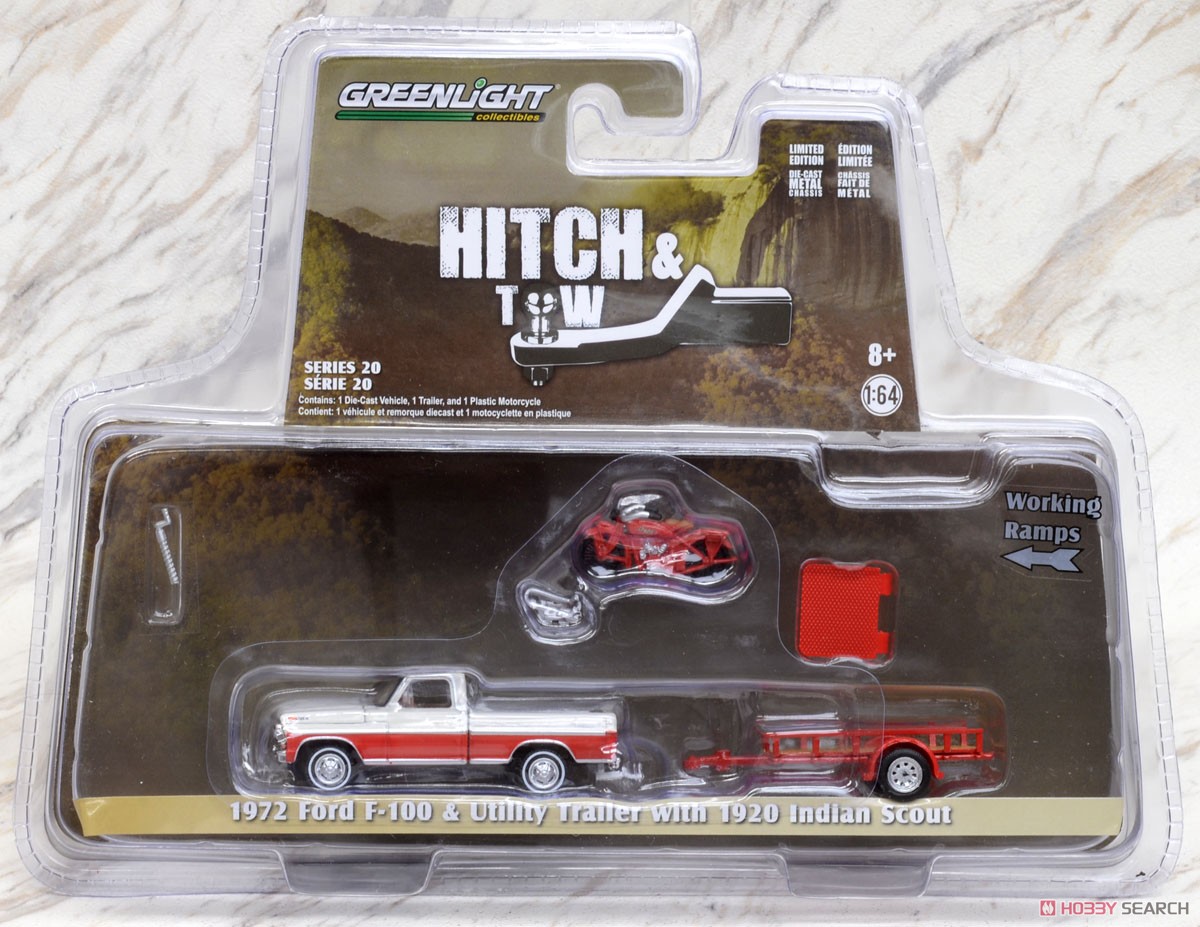 GREENLIGHT
collectibles
LIMITED EDITION
ÉDITION LIMITÉE
DIE-CAST METAL CHASSIS
CHÂSSIS FAIT DE MÉTAL
HITCH &
TOW
SERIES 20
SÉRIE 20
Contains: 1 Die-Cast Vehicle, 1 Trailer, and 1 Plastic Motorcycle
Contient: 1 véhicule et remorque diecast et 1 motocyclette en plastique
8+
1:64
Working
Ramps
1972 Ford F-100 & Utility Trailer with 1920 Indian Scout
HOBBY SEARCH